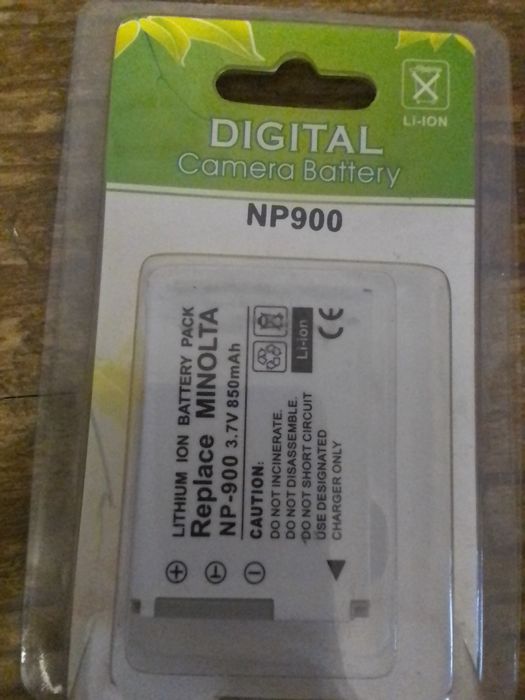 LI-ION
DIGITAL
Camera Battery
NP900
LITHIUM ION BATTERY PACK
Replace MINOLTA
NP-900 3.7V 850mAh
CAUTION:
DO NOT INCINERATE.
DO NOT DISASSEMBLE.
DO NOT SHORT CIRCUIT
USE DESIGNATED
CHARGER ONLY
Li-ion
CE
+
T
-